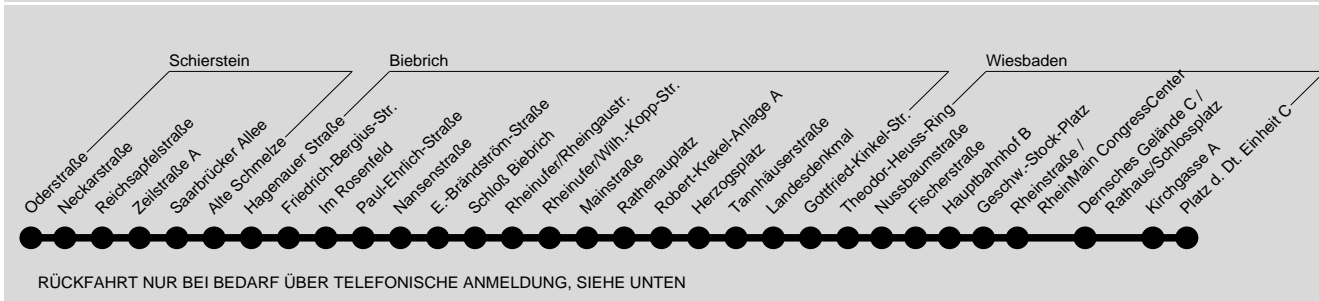 Schierstein
Biebrich
Wiesbaden
Oderstraße
Neckarstraße
Reichsapfelstraße
Zeilstraße A
Saarbrücker Allee
Alte Schmelze
Hagenauer Straße
Friedrich-Bergius-Str.
Im Rosenfeld
Paul-Ehrlich-Straße
Nansenstraße
E.-Brändström-Straße
Schloß Biebrich
Rheinufer/Rheingaustr.
Rheinufer/Wilh.-Kopp-Str.
Mainstraße
Rathenauplatz
Robert-Krekel-Anlage A
Herzogsplatz
Tannhäuserstraße
Landesdenkmal
Gottfried-Kinkel-Str.
Theodor-Heuss-Ring
Nussbaumstraße
Fischerstraße
Hauptbahnhof B
Geschw.-Stock-Platz
Rheinstraße /
RheinMain CongressCenter
Dernsches Gelände C /
Rathaus/Schlossplatz
Kirchgasse A
Platz d. Dt. Einheit C
RÜCKFAHRT NUR BEI BEDARF ÜBER TELEFONISCHE ANMELDUNG, SIEHE UNTEN